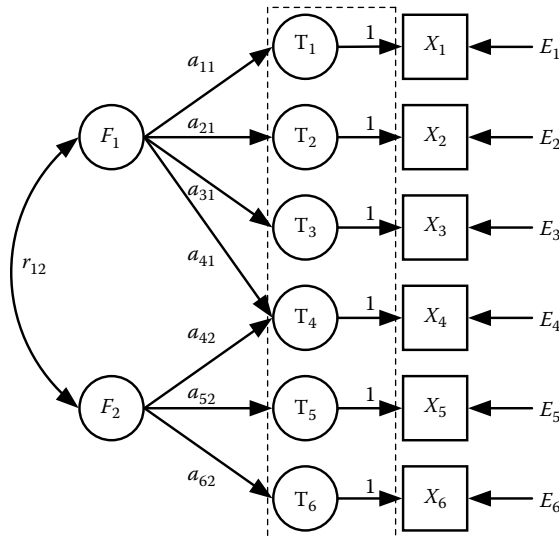 T₁ 1 X₁ E₁
a₁₁
T₂ 1 X₂ E₂
a₂₁
F₁
a₃₁
T₃ 1 X₃ E₃
a₄₁
r₁₂
T₄ 1 X₄ E₄
a₄₂
F₂
a₅₂
T₅ 1 X₅ E₅
a₆₂
T₆ 1 X₆ E₆